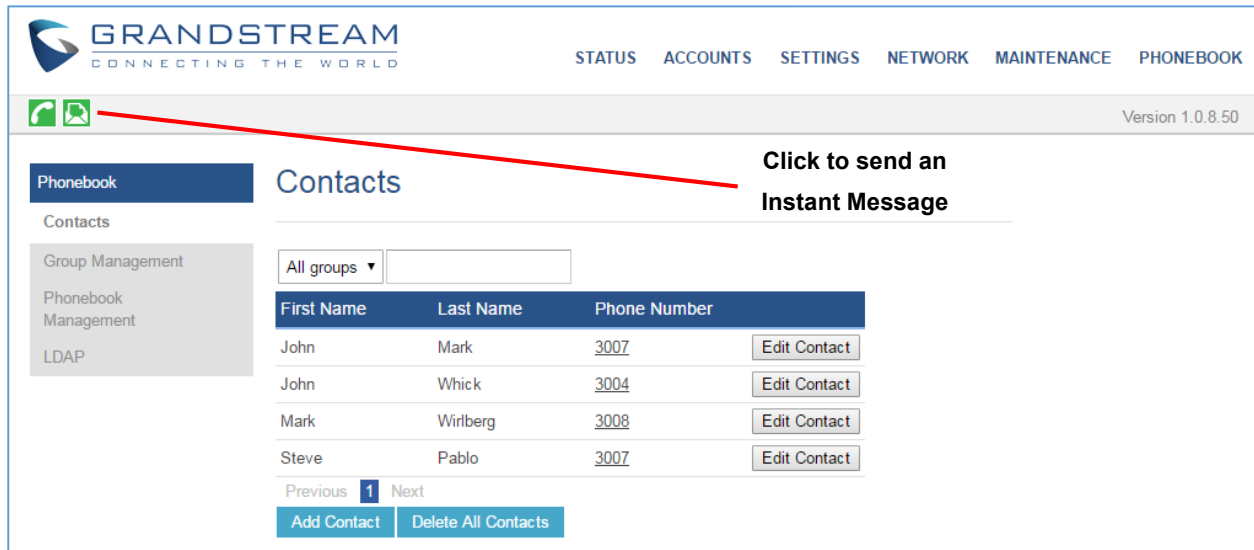 GRANDSTREAM
CONNECTING THE WORLD
STATUS ACCOUNTS SETTINGS NETWORK MAINTENANCE PHONEBOOK
Version 1.0.8.50
Click to send an
Instant Message
Phonebook
Contacts
Group Management
Phonebook
Management
LDAP
Contacts
All groups ▼
First Name Last Name Phone Number
John Mark 3007 Edit Contact
John Whick 3004 Edit Contact
Mark Wirlberg 3008 Edit Contact
Steve Pablo 3007 Edit Contact
Previous 1 Next
Add Contact Delete All Contacts